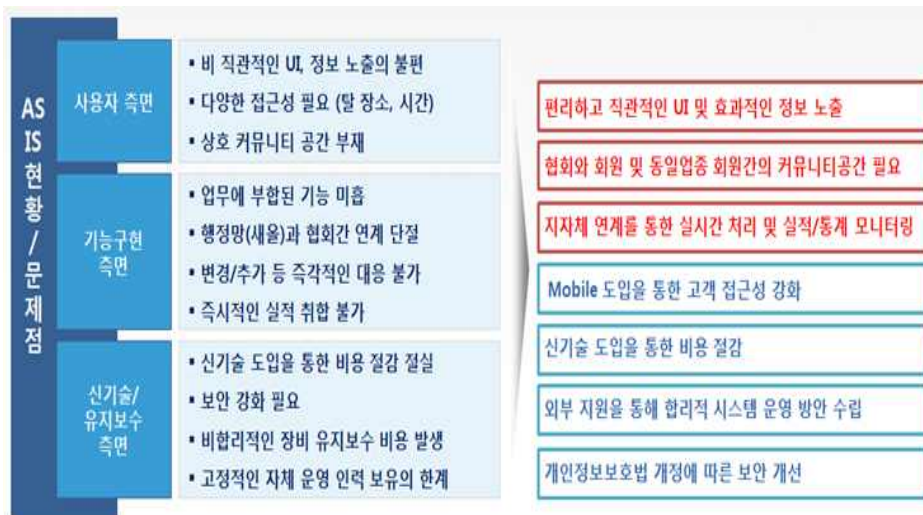 AS
IS
현
황
/
문
제
점
사용자 측면
▪ 비 직관적인 UI, 정보 노출의 불편
▪ 다양한 접근성 필요 (탈 장소, 시간)
▪ 상호 커뮤니티 공간 부재
기능구현
측면
▪ 업무에 부합된 기능 미흡
▪ 행정망(새올)과 협회간 연계 단절
▪ 변경/추가 등 즉각적인 대응 불가
▪ 즉시적인 실적 취합 불가
신기술/
유지보수
측면
▪ 신기술 도입을 통한 비용 절감 절실
▪ 보안 강화 필요
▪ 비합리적인 장비 유지보수 비용 발생
▪ 고정적인 자체 운영 인력 보유의 한계
편리하고 직관적인 UI 및 효과적인 정보 노출
협회와 회원 및 동일업종 회원간의 커뮤니티공간 필요
지자체 연계를 통한 실시간 처리 및 실적/통계 모니터링
Mobile 도입을 통한 고객 접근성 강화
신기술 도입을 통한 비용 절감
외부 지원을 통해 합리적 시스템 운영 방안 수립
개인정보보호법 개정에 따른 보안 개선